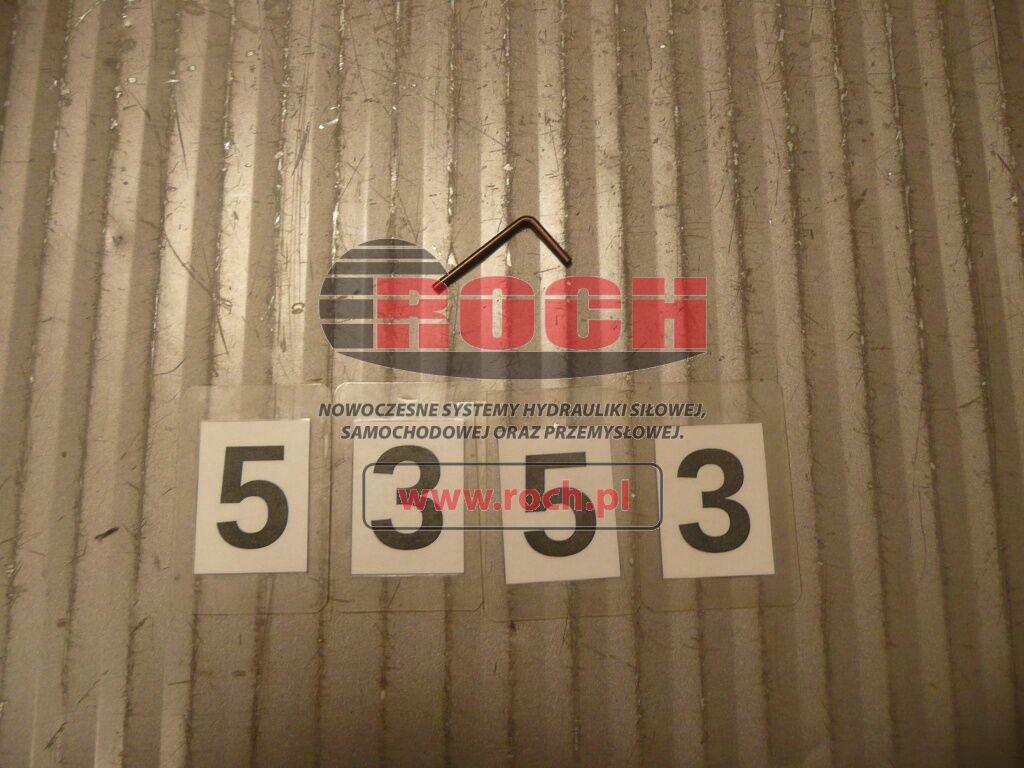 ROCH
NOWOCZESNE SYSTEMY HYDRAULIKI SIŁOWEJ,
SAMOCHODOWEJ ORAZ PRZEMYSŁOWEJ.
5 3 5 3
www.roch.pl